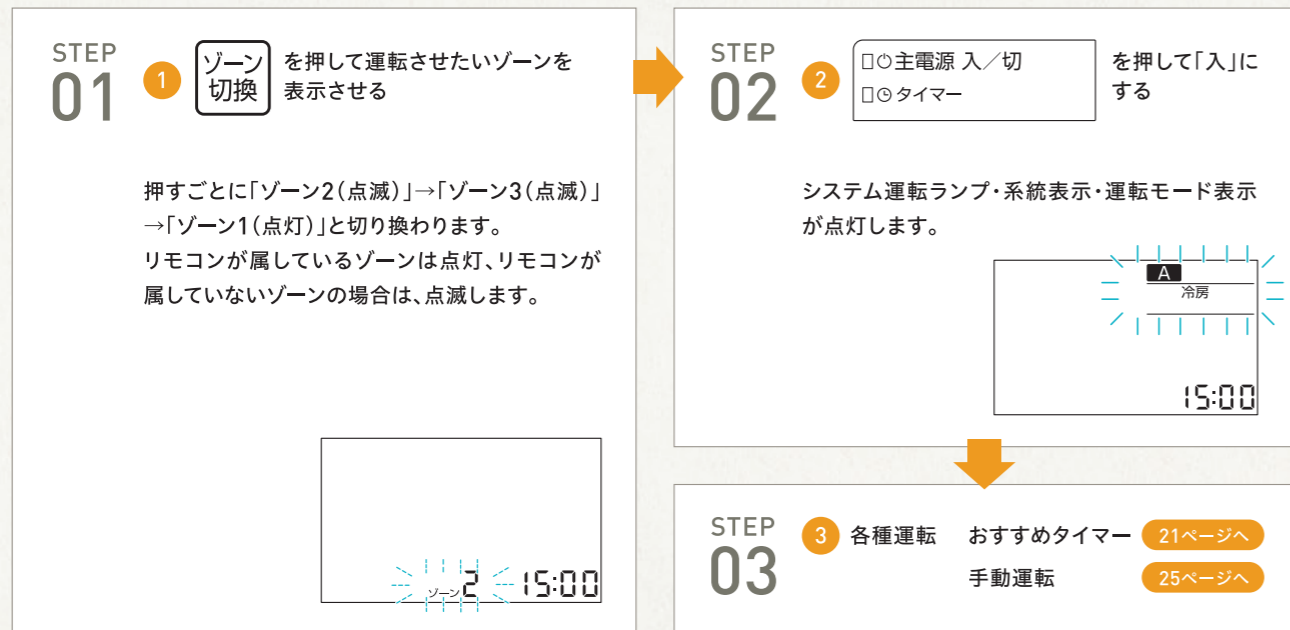 STEP
01
1
ゾーン
切換
を押して運転させたいゾーンを
表示させる
押すごとに「ゾーン2(点滅)」→「ゾーン3(点滅)」
→「ゾーン1(点灯)」と切り換わります。
リモコンが属しているゾーンは点灯、リモコンが
属していないゾーンの場合は、点滅します。
ゾーン2 15:00
STEP
02
2
主電源 入／切
タイマー
を押して「入」に
する
システム運転ランプ・系統表示・運転モード表示
が点灯します。
A
冷房
15:00
STEP
03
3 各種運転 おすすめタイマー 21ページへ
手動運転 25ページへ